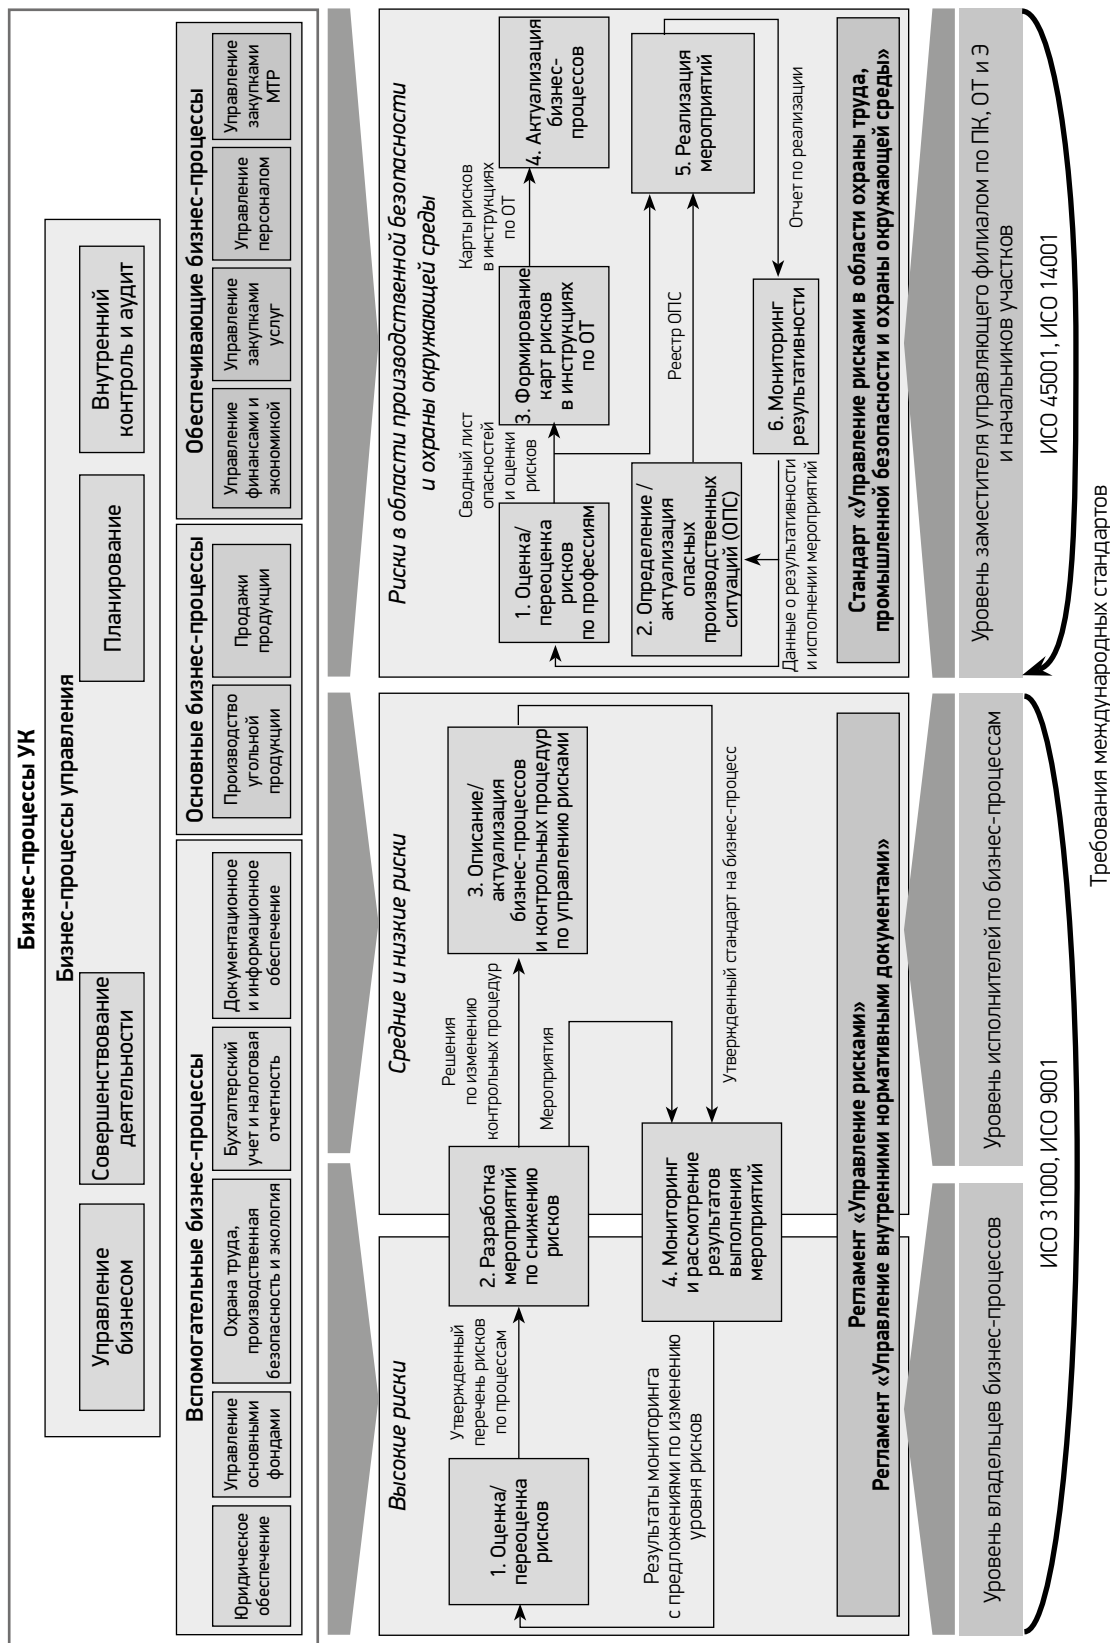 Бизнес-процессы УК
Бизнес-процессы управления
Управление
бизнесом
Совершенствование
деятельности
Планирование
Внутренний
контроль и аудит
Вспомогательные бизнес-процессы
Юридическое
обеспечение
Управление
основными
фондами
Охрана труда,
производственная
безопасность и экология
Бухгалтерский
учет и налоговая
отчетность
Документационное
и информационное
обеспечение
Основные бизнес-процессы
Производство
угольной
продукции
Продажи
продукции
Обеспечивающие бизнес-процессы
Управление
финансами и
экономикой
Управление
закупками
услуг
Управление
персоналом
Управление
закупками
МТР
Высокие риски
1. Оценка/
переоценка
рисков
Утвержденный
перечень рисков
по процессам
2. Разработка
мероприятий
по снижению
рисков
Результаты мониторинга
с предложениями по изменению
уровня рисков
4. Мониторинг
и рассмотрение
результатов
выполнения
мероприятий
Средние и низкие риски
Решения
по изменению
контрольных процедур
Мероприятия
3. Описание/
актуализация
бизнес-процессов
и контрольных процедур
по управлению рисками
Утвержденный стандарт на бизнес-процесс
Регламент «Управление рисками»
Регламент «Управление внутренними нормативными документами»
Риски в области производственной безопасности
и охраны окружающей среды
1. Оценка/
переоценка
рисков
по профессиям
Сводный лист
опасностей
и оценки
рисков
3. Формирование
карт рисков
в инструкциях
по ОТ
Карты рисков
в инструкциях
по ОТ
4. Актуализация
бизнес-
процессов
2. Определение /
актуализация
опасных
производственных
ситуаций (ОПС)
Реестр ОПС
5. Реализация
мероприятий
Данные о результативности
и исполнении мероприятий
6. Мониторинг
результативности
Отчет по реализации
Стандарт «Управление рисками в области охраны труда,
промышленной безопасности и охраны окружающей среды»
Уровень владельцев бизнес-процессов
Уровень исполнителей по бизнес-процессам
Уровень заместителя управляющего филиалом по ПК, ОТ и Э
и начальников участков
ИСО 31000, ИСО 9001
ИСО 45001, ИСО 14001
Требования международных стандартов